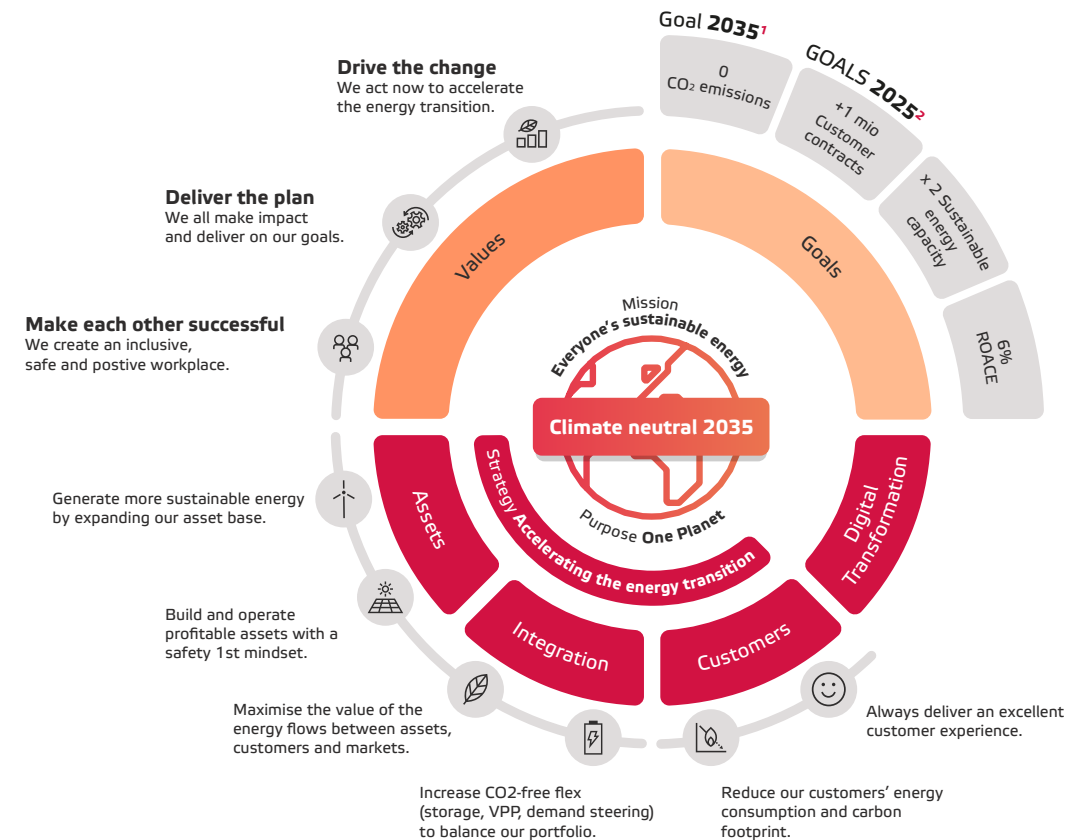 Goal 2035¹
0
CO₂ emissions
GOALS 2025²
+1 mio
Customer
contracts
x 2 Sustainable
energy
capacity
6%
ROACE
Drive the change
We act now to accelerate
the energy transition.
Deliver the plan
We all make impact
and deliver on our goals.
Make each other successful
We create an inclusive,
safe and postive workplace.
Values
Goals
Mission
Everyone's sustainable energy
Climate neutral 2035
Purpose One Planet
Strategy Accelerating the energy transition
Assets
Integration
Customers
Digital
Transformation
Generate more sustainable energy
by expanding our asset base.
Build and operate
profitable assets with a
safety 1st mindset.
Maximise the value of the
energy flows between assets,
customers and markets.
Increase CO2-free flex
(storage, VPP, demand steering)
to balance our portfolio.
Reduce our customers' energy
consumption and carbon
footprint.
Always deliver an excellent
customer experience.